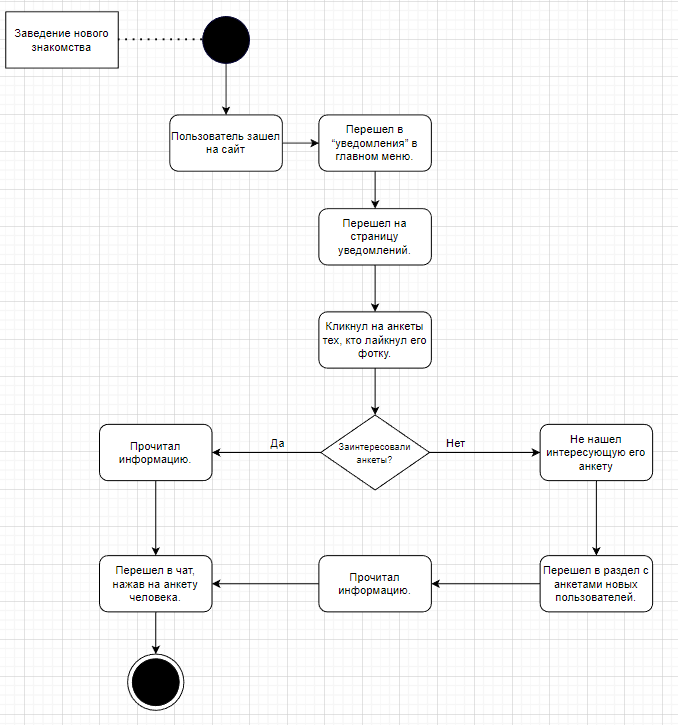 Заведение нового
знакомства
Пользователь зашел
на сайт
Перешел в
“уведомления” в
главном меню.
Перешел на
страницу
уведомлений.
Кликнул на анкеты
тех, кто лайкнул его
фотку.
Заинтересовали
анкеты?
Да
Нет
Прочитал
информацию.
Не нашел
интересующую его
анкету
Перешел в чат,
нажав на анкету
человека.
Прочитал
информацию.
Перешел в раздел с
анкетами новых
пользователей.